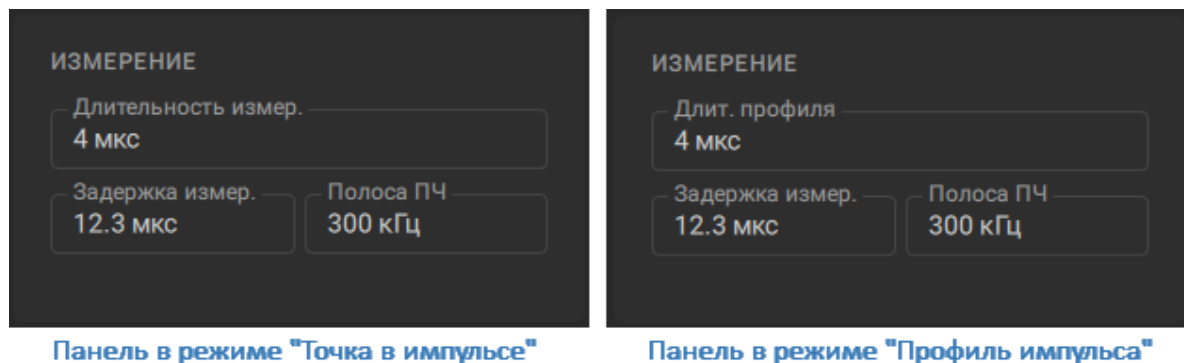 ИЗМЕРЕНИЕ
Длительность измер.
4 мкс
Задержка измер. Полоса ПЧ
12.3 мкс 300 кГц
Панель в режиме "Точка в импульсе"
ИЗМЕРЕНИЕ
Длит. профиля
4 мкс
Задержка измер. Полоса ПЧ
12.3 мкс 300 кГц
Панель в режиме "Профиль импульса"